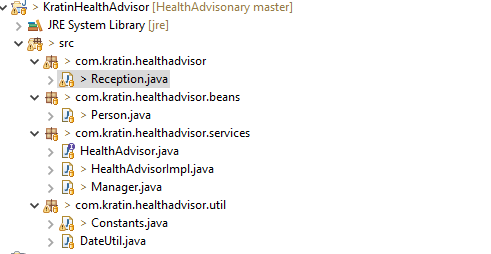 KratinHealthAdvisor [HealthAdvisonary master]
JRE System Library [jre]
> src
> com.kratin.healthadvisor
> Reception.java
> com.kratin.healthadvisor.beans
> Person.java
> com.kratin.healthadvisor.services
HealthAdvisor.java
> HealthAdvisorImpl.java
> Manager.java
> com.kratin.healthadvisor.util
> Constants.java
DateUtil.java